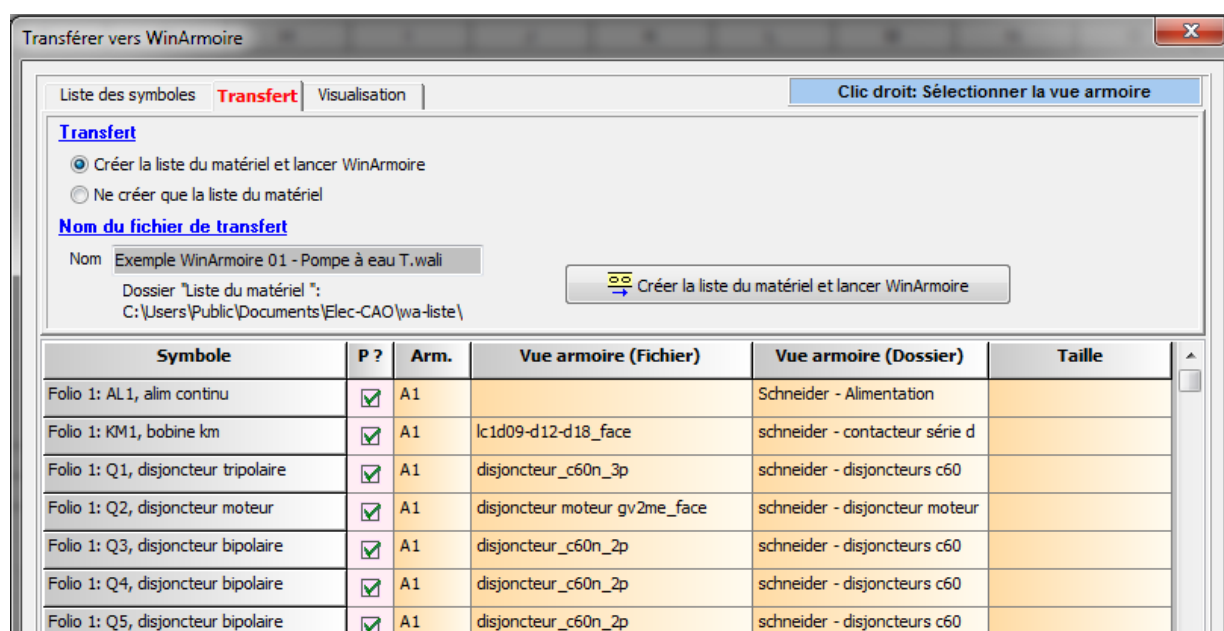 Transférer vers WinArmoire
Liste des symboles Transfert Visualisation Clic droit: Sélectionner la vue armoire
Transfert
Créer la liste du matériel et lancer WinArmoire
Ne créer que la liste du matériel
Nom du fichier de transfert
Nom Exemple WinArmoire 01 - Pompe à eau T.wali
Créer la liste du matériel et lancer WinArmoire
Dossier "Liste du matériel ":
C:\Users\Public\Documents\Elec-CAO\wa-liste\
Symbole P ? Arm. Vue armoire (Fichier) Vue armoire (Dossier) Taille
Folio 1: AL1, alim continu A1 Schneider - Alimentation
Folio 1: KM1, bobine km A1 lc1d09-d12-d18_face schneider - contacteur série d
Folio 1: Q1, disjoncteur tripolaire A1 disjoncteur_c60n_3p schneider - disjoncteurs c60
Folio 1: Q2, disjoncteur moteur A1 disjoncteur moteur gv2me_face schneider - disjoncteur moteur
Folio 1: Q3, disjoncteur bipolaire A1 disjoncteur_c60n_2p schneider - disjoncteurs c60
Folio 1: Q4, disjoncteur bipolaire A1 disjoncteur_c60n_2p schneider - disjoncteurs c60
Folio 1: Q5, disjoncteur bipolaire A1 disjoncteur_c60n_2p schneider - disjoncteurs c60